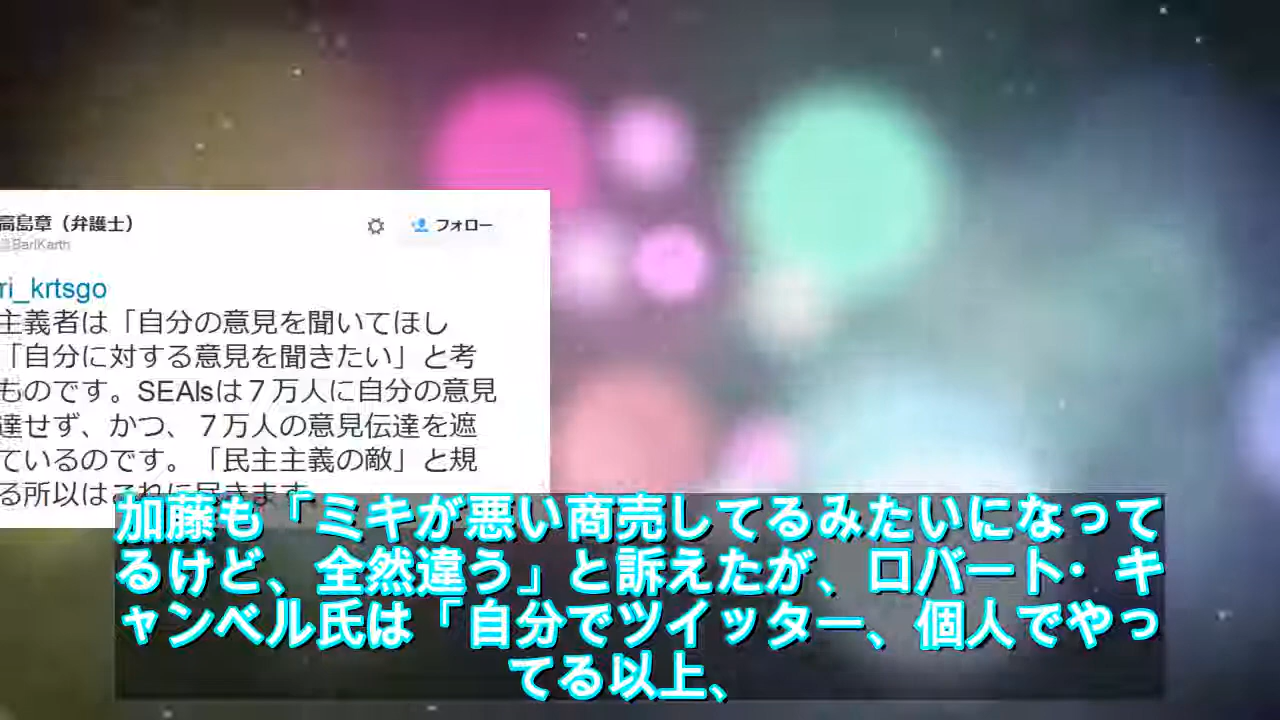 高島章（弁護士）
BarlKarth
フォロー
ri_krtsgo
主義者は「自分の意見を聞いてほし
「自分に対する意見を聞きたい」と考
ものです。SEAlsは７万人に自分の意見
達せず、かつ、７万人の意見伝達を遮
ているのです。「民主主義の敵」と規
る所以はこれに尽きます。
加藤も「ミキが悪い商売してるみたいになって
るけど、全然違う」と訴えたが、ロバート・キ
ャンベル氏は「自分でツイッター、個人でやっ
てる以上、